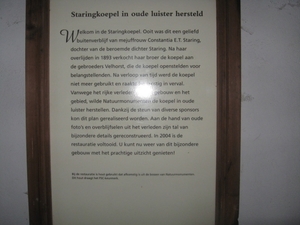 Staringkoepel in oude luister hersteld
Welkom in de Staringkoepel. Ooit was dit een geliefd
buitenverblijf van mejuffrouw Constantia E.T. Staring,
dochter van de beroemde dichter Staring. Na haar
overlijden in 1893 verkocht haar broer de koepel aan
de gebroeders Velhorst, die de koepel openstelden voor
belangstellenden. Na verloop van tijd werd de koepel
niet meer gebruikt en raakte de koepel in verval.
Vanwege het rijke verleden van gebouw en het
gebied, wilde Natuurmonumenten de koepel in oude
luister herstellen. Dankzij de steun van diverse sponsors
kon dit plan gerealiseerd worden. Aan de hand van oude
foto's en overblijfselen uit het verleden zijn tal van
bijzondere details gereconstrueerd. In 2004 is de
restauratie voltooid. U kunt nu weer van dit bijzondere
gebouw met het prachtige uitzicht genieten!